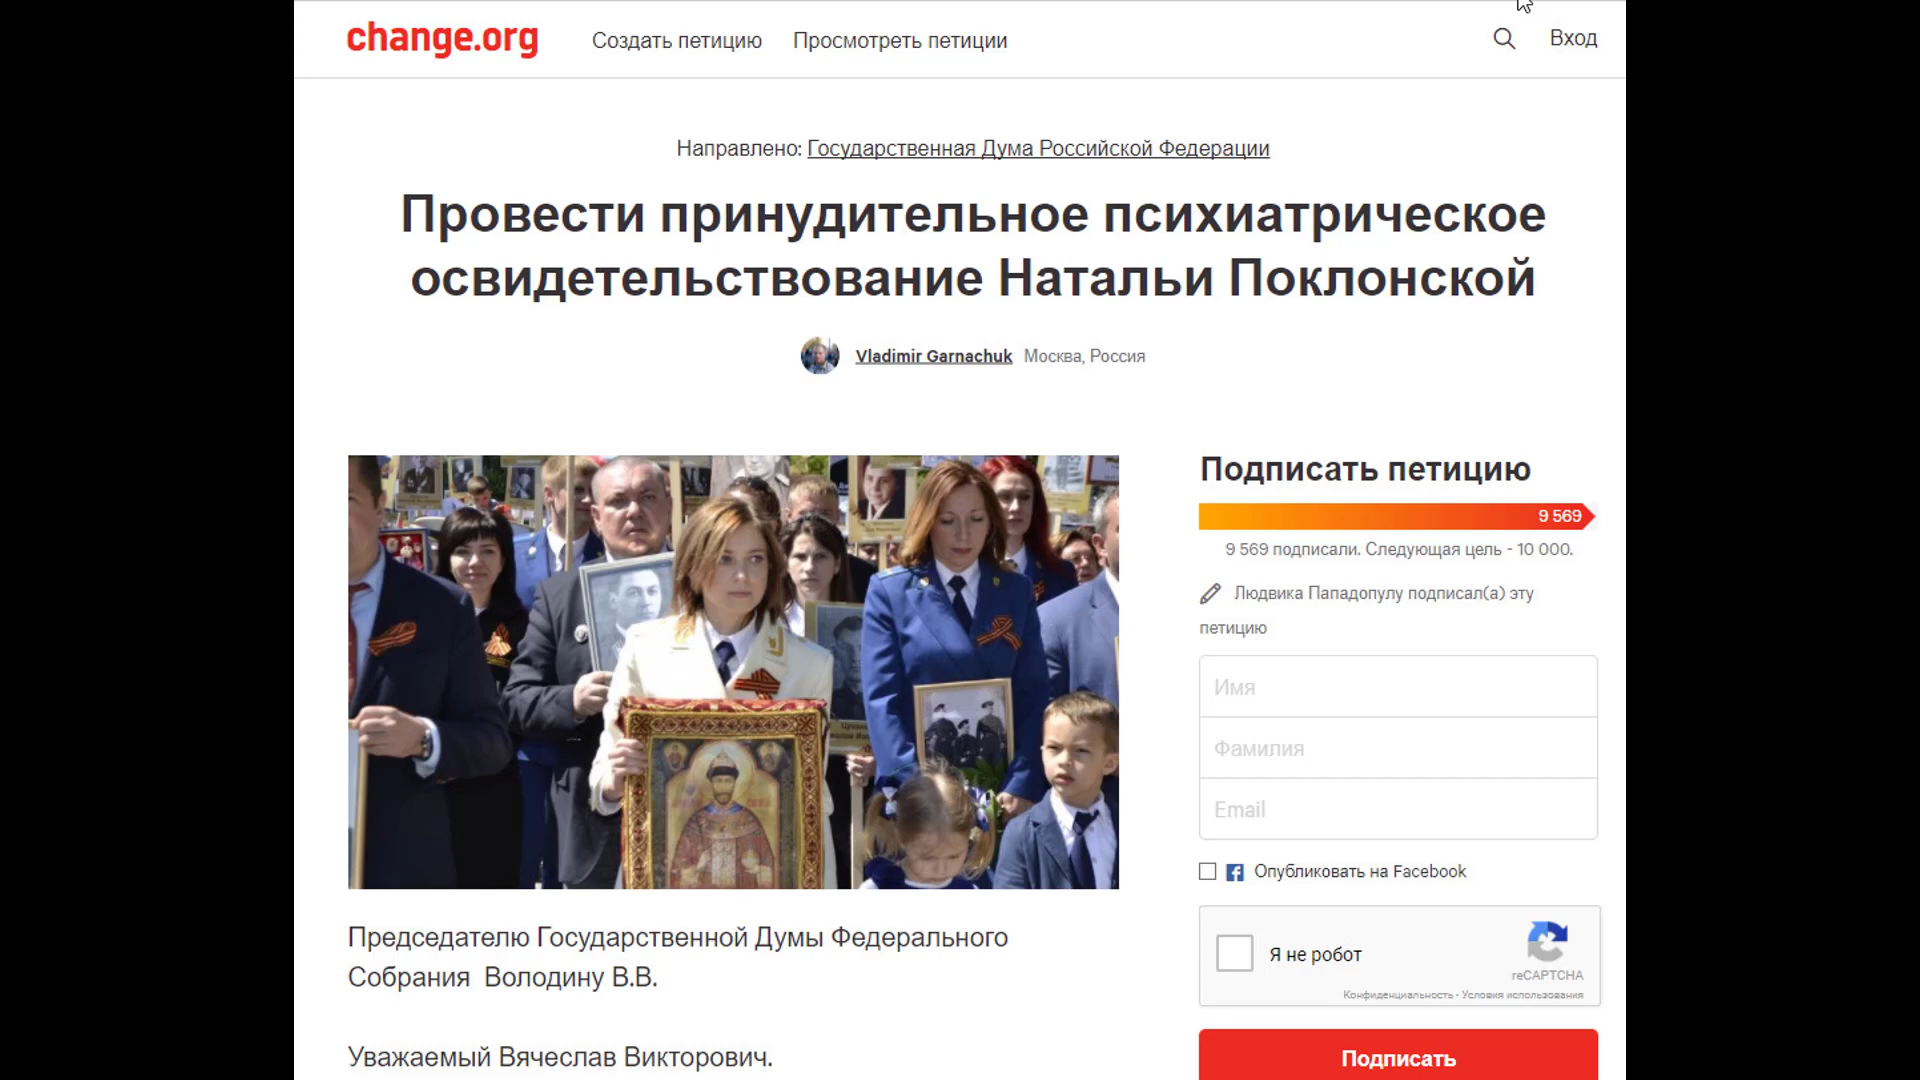 change.org
Создать петицию
Просмотреть петиции
Вход
Направлено: Государственная Дума Российской Федерации
Провести принудительное психиатрическое
освидетельствование Натальи Поклонской
Vladimir Garnachuk Москва, Россия
Подписать петицию
9 569
9 569 подписали. Следующая цель - 10 000.
Людвика Пападопулу подписал(а) эту
петицию
Имя
Фамилия
Email
Опубликовать на Facebook
Я не робот
reCAPTCHA
Конфиденциальность - Условия использования
Подписать
Председателю Государственной Думы Федерального
Собрания Володину В.В.
Уважаемый Вячеслав Викторович.